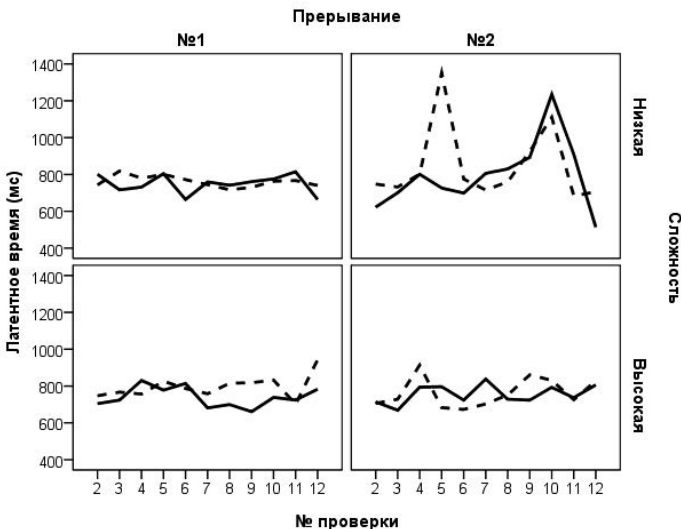 Прерывание
№1 №2
1400
1200
1000
800
600
400
Низкая
1400
1200
1000
800
600
400
Высокая
Латентное время (мс)
Сложность
2 3 4 5 6 7 8 9 10 11 12 2 3 4 5 6 7 8 9 10 11 12
№ проверки